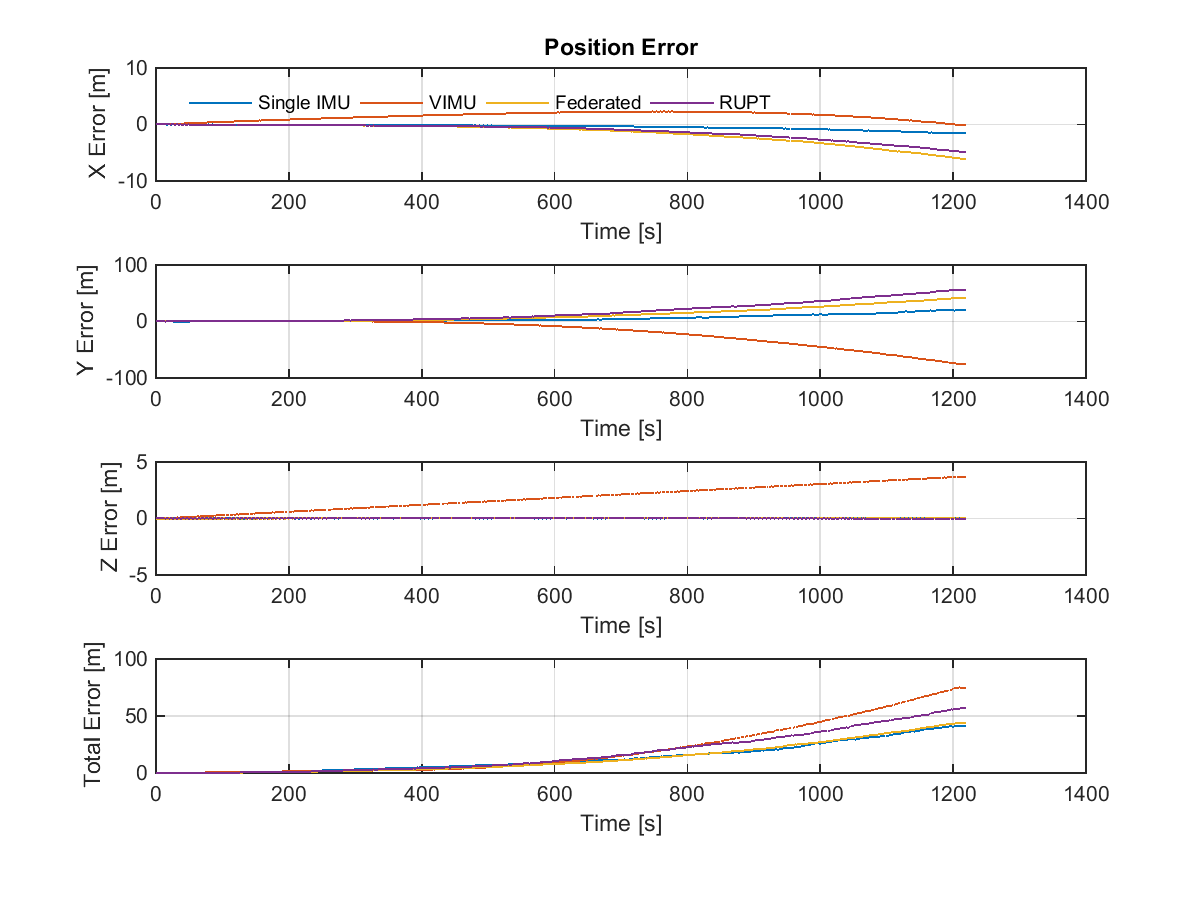 Position Error
10
0
-10
X Error [m]
Single IMU VIMU Federated RUPT
0 200 400 600 800 1000 1200 1400
Time [s]
100
0
-100
Y Error [m]
0 200 400 600 800 1000 1200 1400
Time [s]
5
0
-5
Z Error [m]
0 200 400 600 800 1000 1200 1400
Time [s]
100
50
0
Total Error [m]
0 200 400 600 800 1000 1200 1400
Time [s]